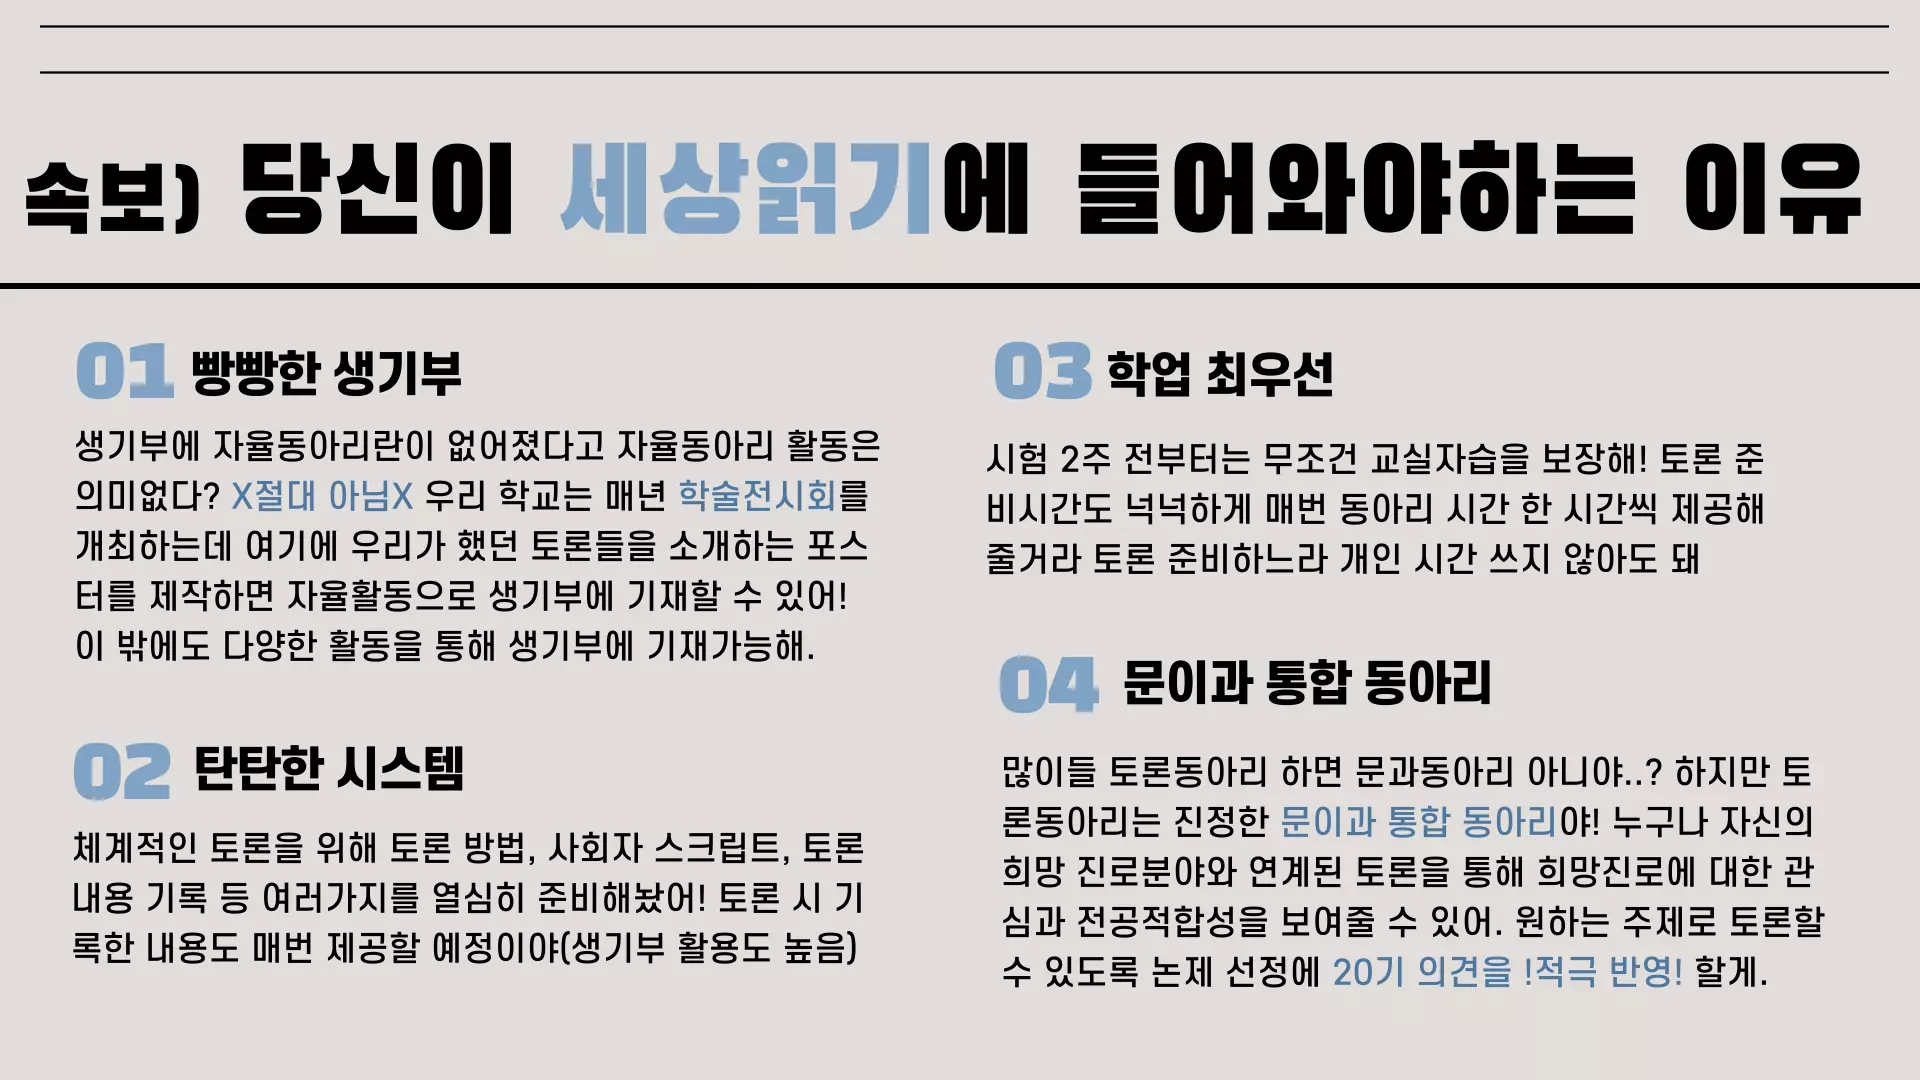 속보) 당신이 세상읽기에 들어와야하는 이유
01 빵빵한 생기부
생기부에 자율동아리란이 없어졌다고 자율동아리 활동은
의미없다? X절대 아님X 우리 학교는 매년 학술전시회를
개최하는데 여기에 우리가 했던 토론들을 소개하는 포스
터를 제작하면 자율활동으로 생기부에 기재할 수 있어!
이 밖에도 다양한 활동을 통해 생기부에 기재가능해.
02 탄탄한 시스템
체계적인 토론을 위해 토론 방법, 사회자 스크립트, 토론
내용 기록 등 여러가지를 열심히 준비해놨어! 토론 시 기
록한 내용도 매번 제공할 예정이야(생기부 활용도 높음)
03 학업 최우선
시험 2주 전부터는 무조건 교실자습을 보장해! 토론 준
비시간도 넉넉하게 매번 동아리 시간 한 시간씩 제공해
줄거라 토론 준비하느라 개인 시간 쓰지 않아도 돼
04 문이과 통합 동아리
많이들 토론동아리 하면 문과동아리 아니야..? 하지만 토
론동아리는 진정한 문이과 통합 동아리야! 누구나 자신의
희망 진로분야와 연계된 토론을 통해 희망진로에 대한 관
심과 전공적합성을 보여줄 수 있어. 원하는 주제로 토론할
수 있도록 논제 선정에 20기 의견을 !적극 반영! 할게.